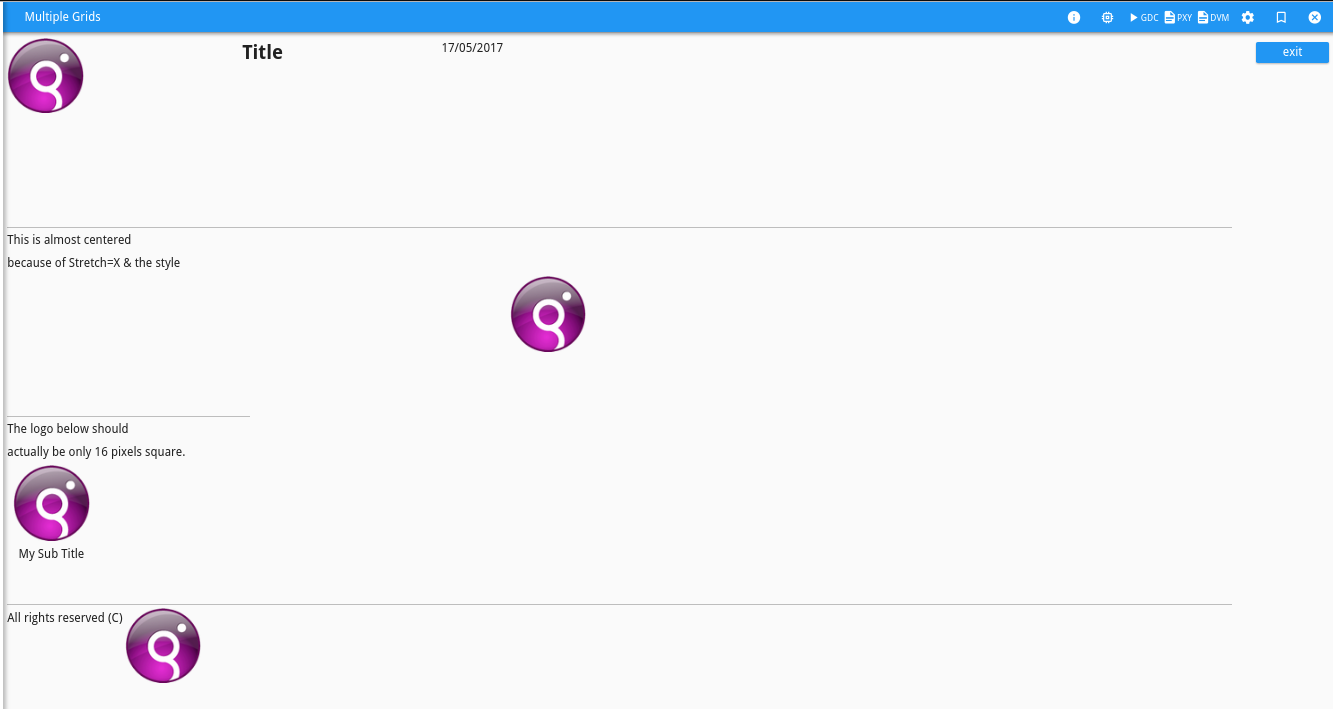 Multiple Grids
GDC PXY DVM
Title
17/05/2017
exit
This is almost centered
because of Stretch=X & the style
The logo below should
actually be only 16 pixels square.
My Sub Title
All rights reserved (C)